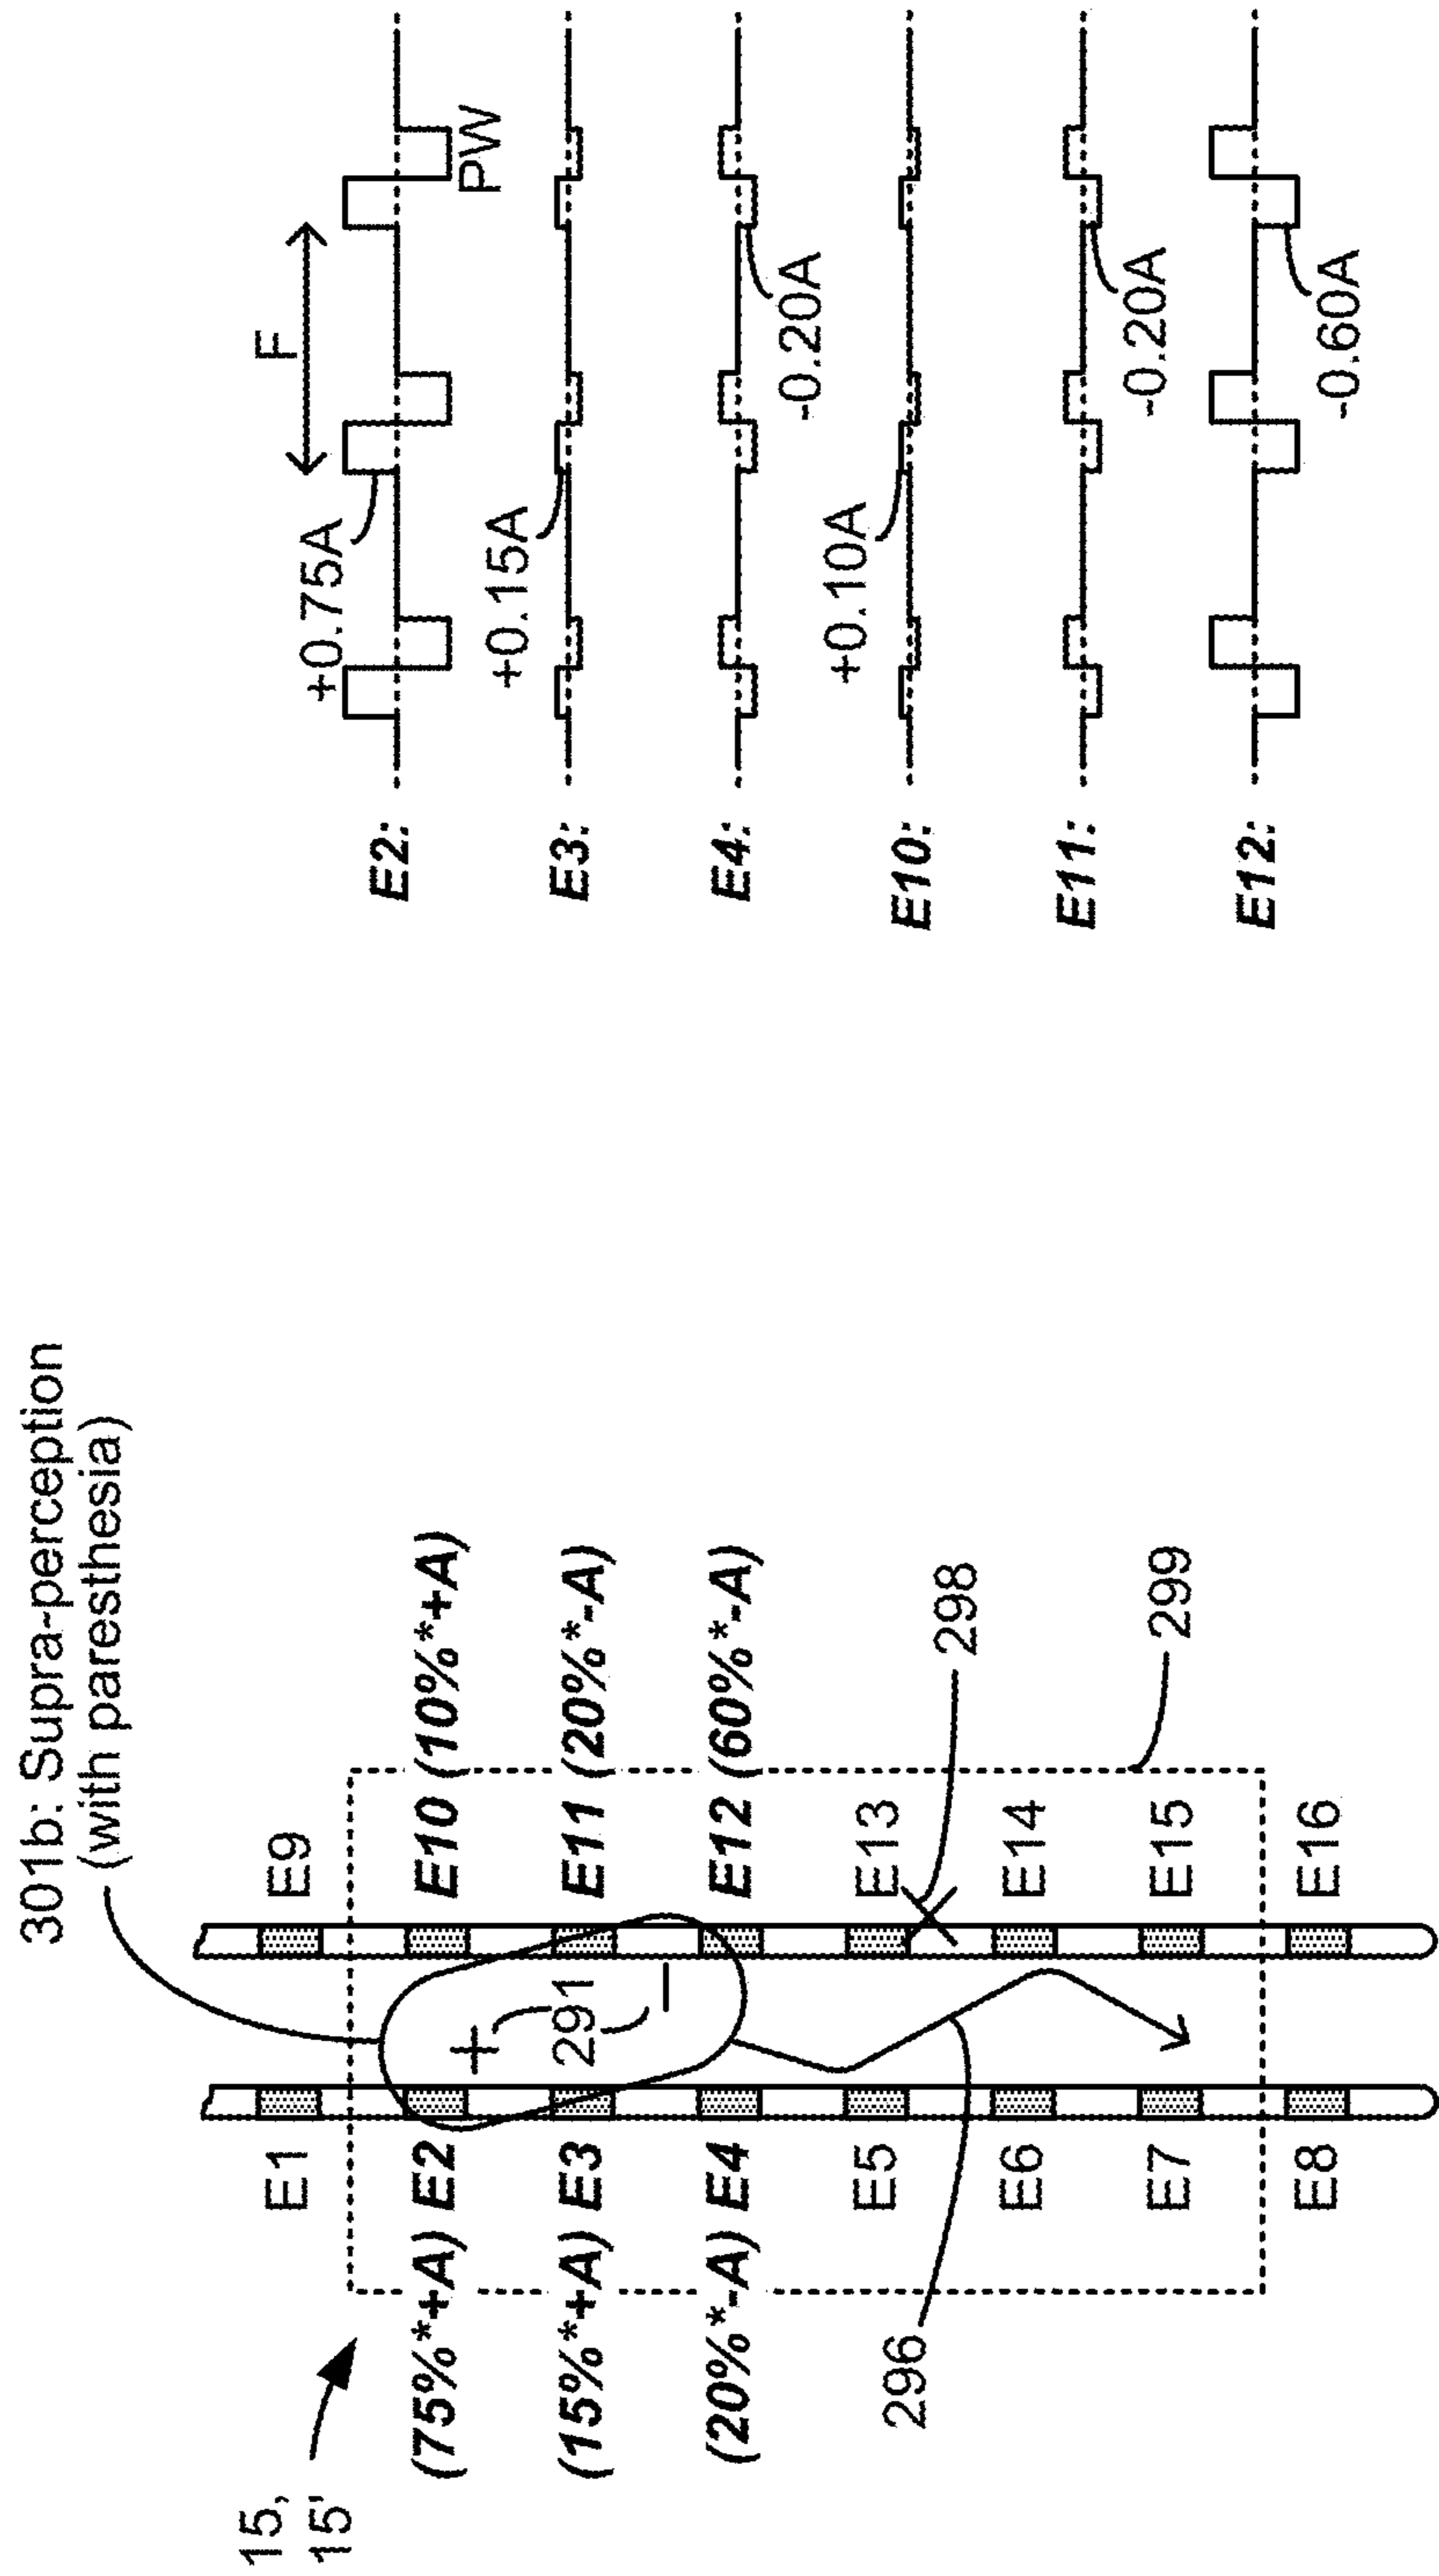 15,
15'
301b: Supra-perception
(with paresthesia)
E1
E9
(75%*+A) E2
E10 (10%*+A)
+
(15%*+A) E3
291
E11 (20%*-A)
−
(20%*-A) E4
E12 (60%*-A)
E5
E13
298
E6
E14
E7
E15
299
E8
E16
296
F
+0.75A
E2:
PW
+0.15A
E3:
E4:
-0.20A
+0.10A
E10:
E11:
-0.20A
E12:
-0.60A